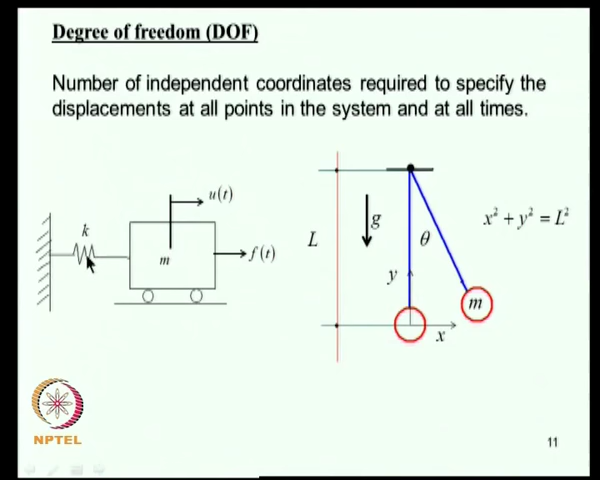 Degree of freedom (DOF)
Number of independent coordinates required to specify the
displacements at all points in the system and at all times.
k
u(t)
m
f(t)
L
g
θ
y
x
m
x² + y² = L²
NPTEL
11